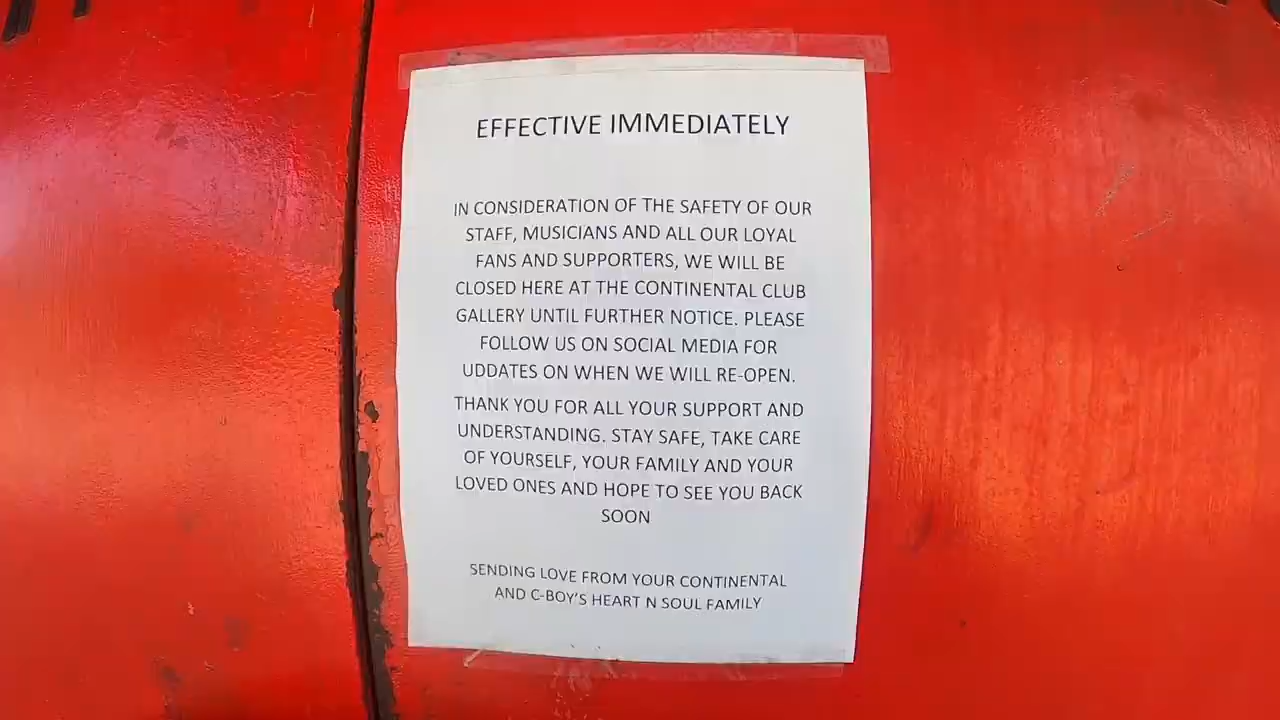 EFFECTIVE IMMEDIATELY
IN CONSIDERATION OF THE SAFETY OF OUR
STAFF, MUSICIANS AND ALL OUR LOYAL
FANS AND SUPPORTERS, WE WILL BE
CLOSED HERE AT THE CONTINENTAL CLUB
GALLERY UNTIL FURTHER NOTICE. PLEASE
FOLLOW US ON SOCIAL MEDIA FOR
UDDATES ON WHEN WE WILL RE-OPEN.
THANK YOU FOR ALL YOUR SUPPORT AND
UNDERSTANDING. STAY SAFE, TAKE CARE
OF YOURSELF, YOUR FAMILY AND YOUR
LOVED ONES AND HOPE TO SEE YOU BACK
SOON
SENDING LOVE FROM YOUR CONTINENTAL
AND C-BOY'S HEART N SOUL FAMILY